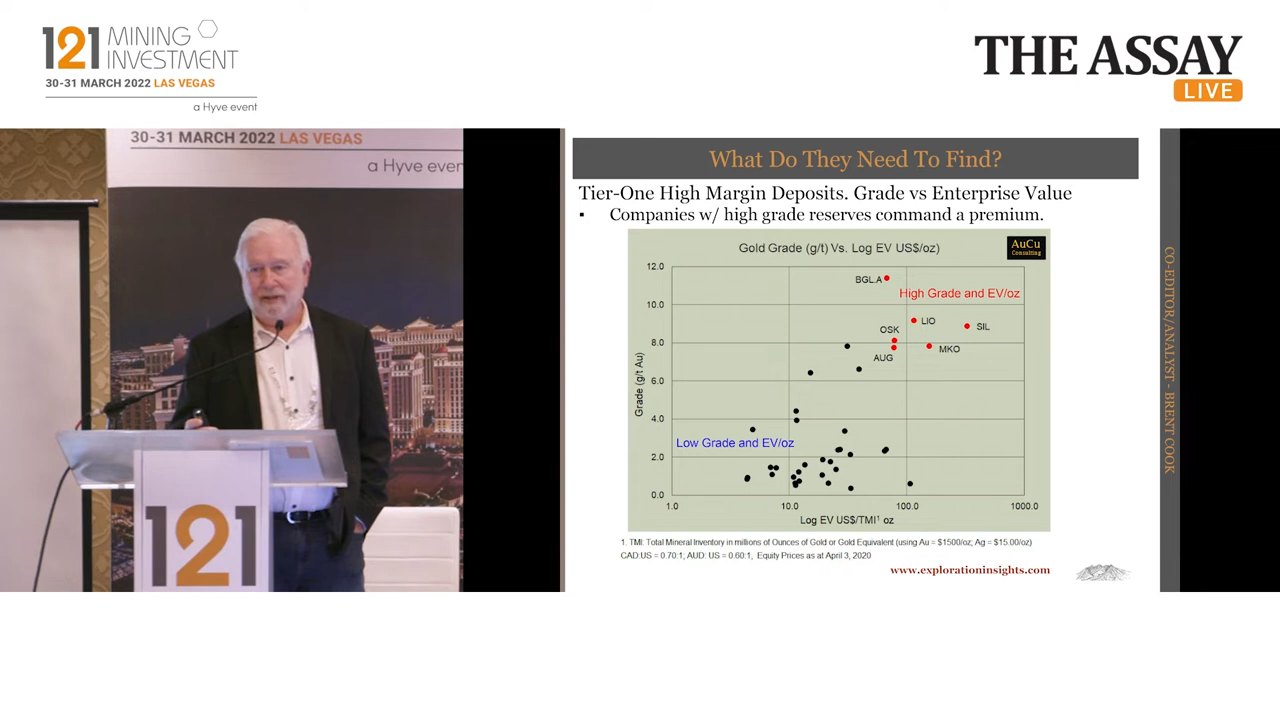 121 MINING INVESTMENT
30-31 MARCH 2022 LAS VEGAS
a Hyve event
THE ASSAY
LIVE
30-31 MARCH 2022 LAS VEGAS
a Hyve even
121
What Do They Need To Find?
Tier-One High Margin Deposits. Grade vs Enterprise Value
▪ Companies w/ high grade reserves command a premium.
Gold Grade (g/t) Vs. Log EV US$/oz)
AuCu
Consulting
Grade (g/t Au)
12.0
10.0
8.0
6.0
4.0
2.0
0.0
BGL.A
High Grade and EV/oz
LIO
SIL
OSK
MKO
AUG
Low Grade and EV/oz
1.0 10.0 100.0 1000.0
Log EV US$/TMI¹ oz
1. TMI: Total Mineral Inventory in millions of Ounces of Gold or Gold Equivalent (using Au = $1500/oz; Ag = $15.00/oz)
CAD:US = 0.70:1; AUD: US = 0.60:1, Equity Prices as at April 3, 2020
www.explorationinsights.com
CO-EDITOR/ANALYST - BRENT COOK